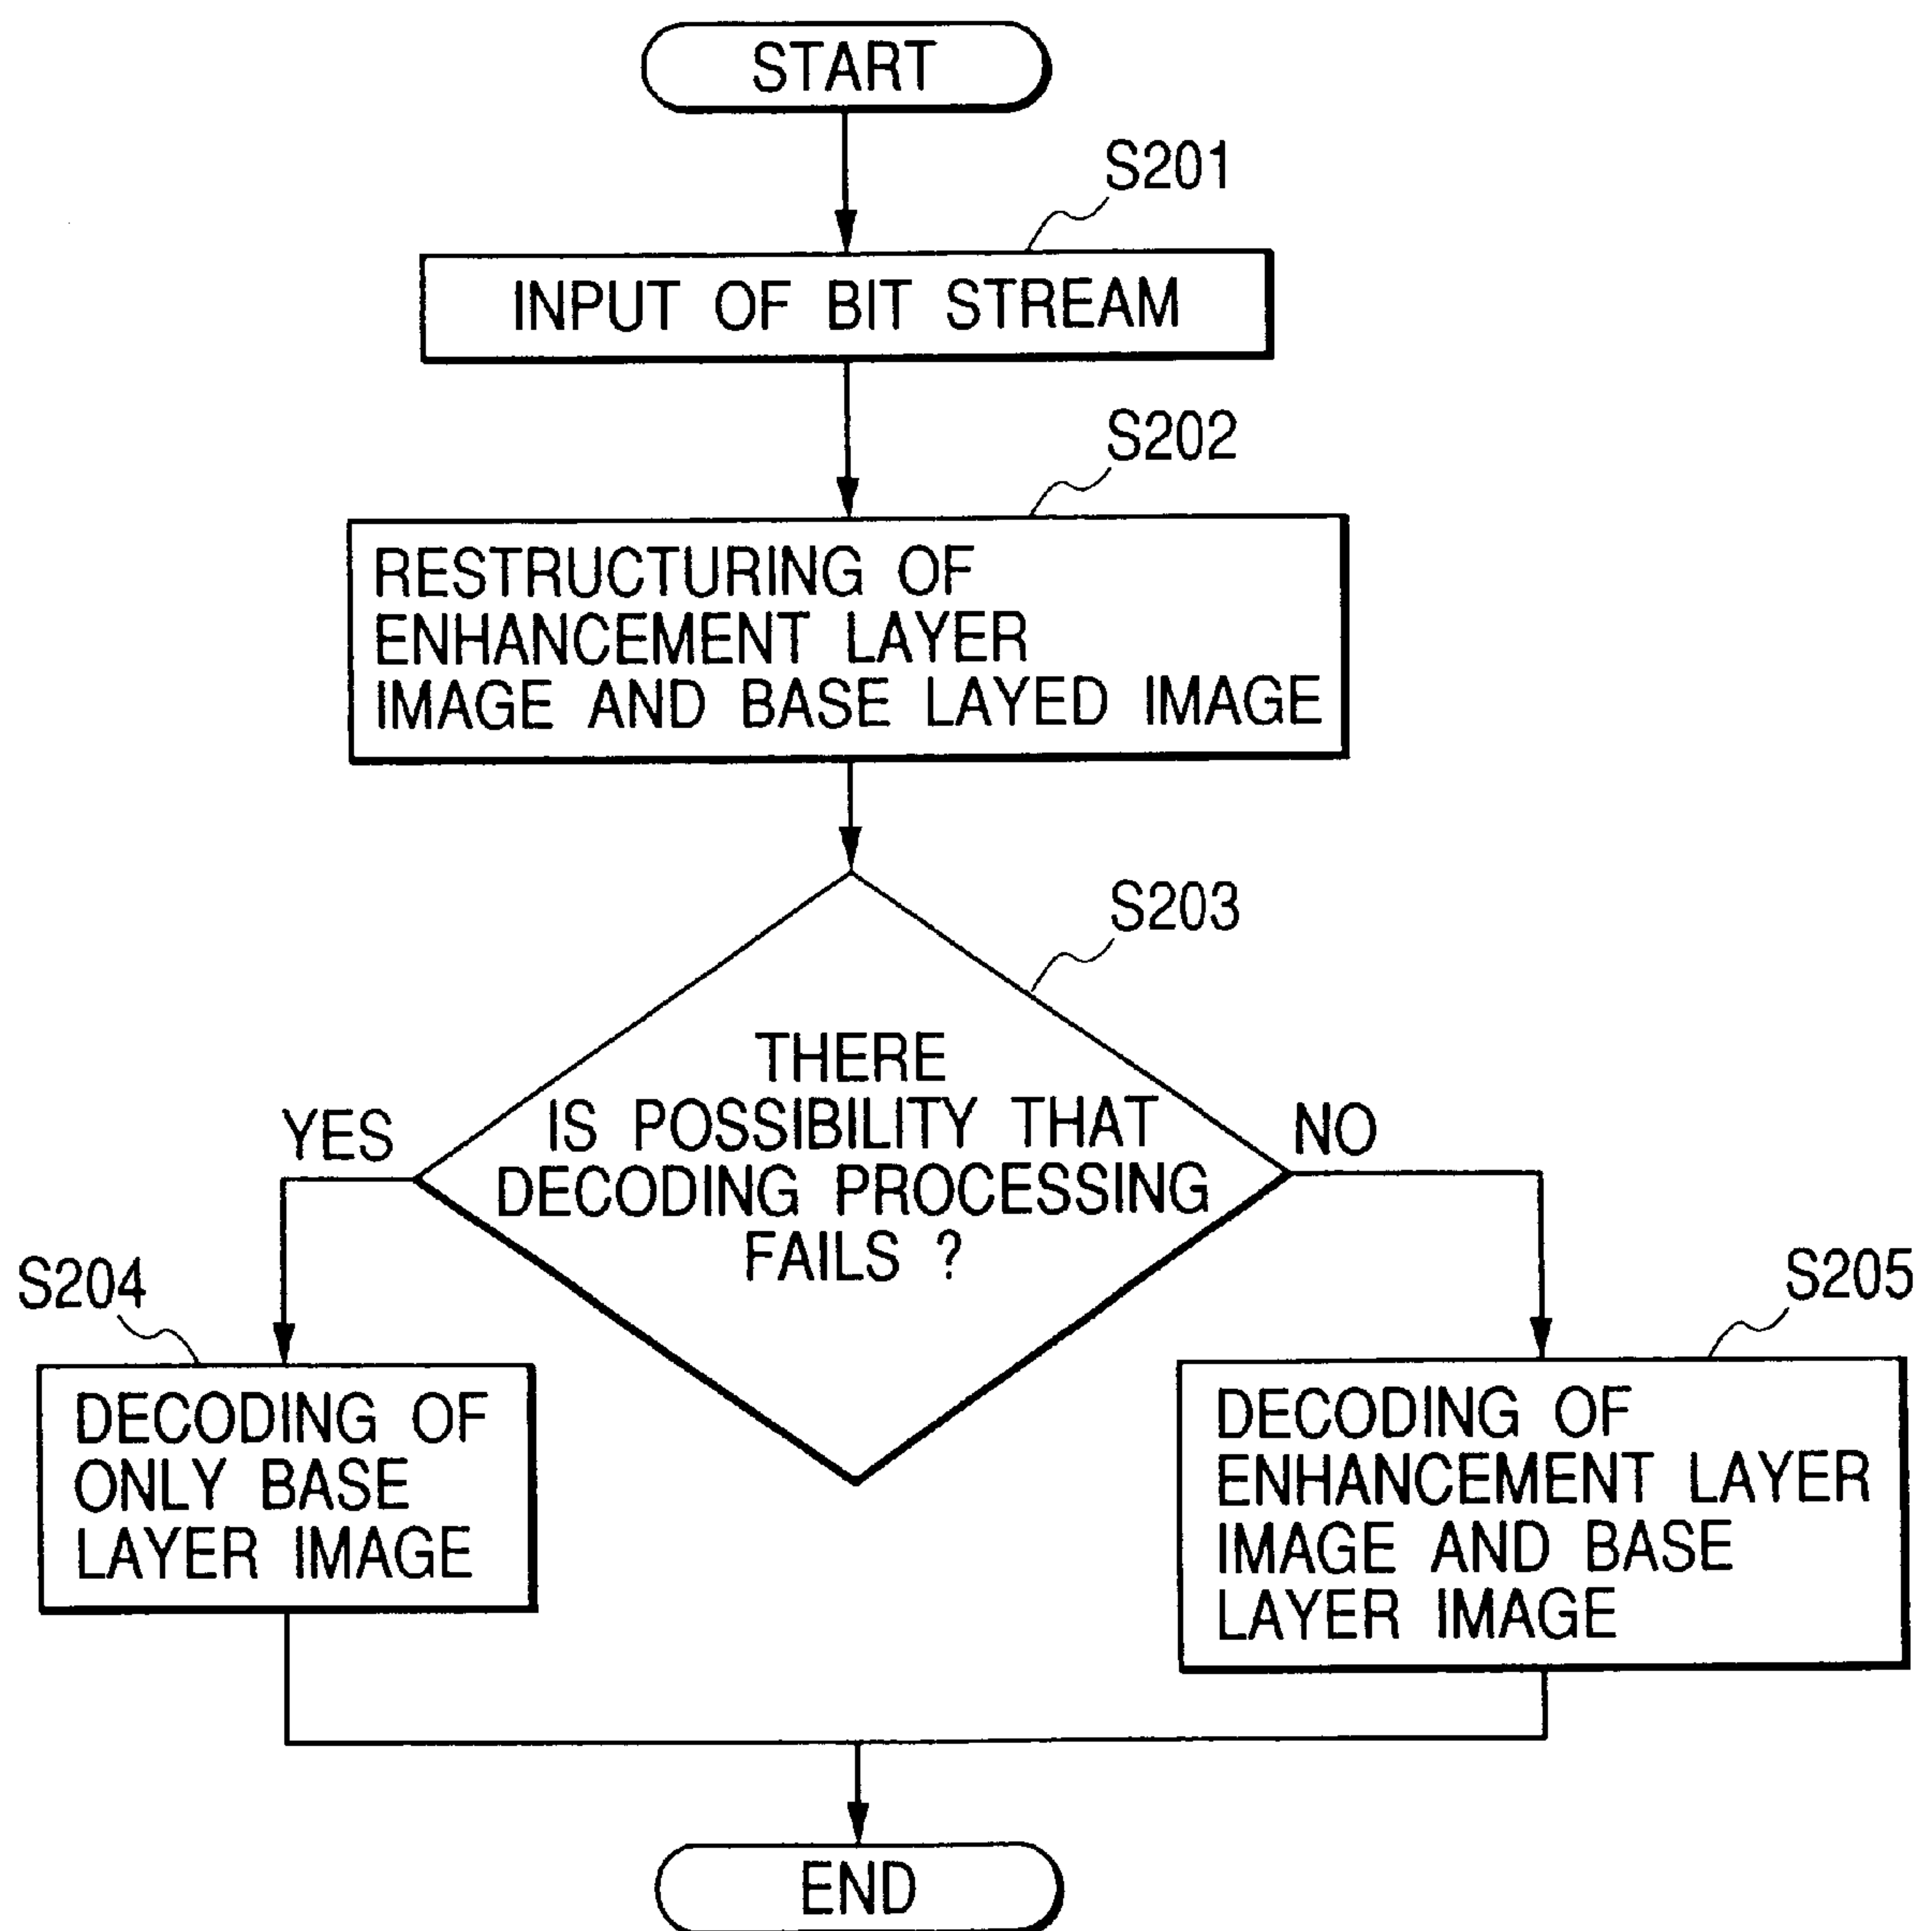 START
S201
INPUT OF BIT STREAM
S202
RESTRUCTURING OF
ENHANCEMENT LAYER
IMAGE AND BASE LAYED IMAGE
S203
THERE
IS POSSIBILITY THAT
DECODING PROCESSING
FAILS ?
YES
NO
S204
DECODING OF
ONLY BASE
LAYER IMAGE
S205
DECODING OF
ENHANCEMENT LAYER
IMAGE AND BASE
LAYER IMAGE
END